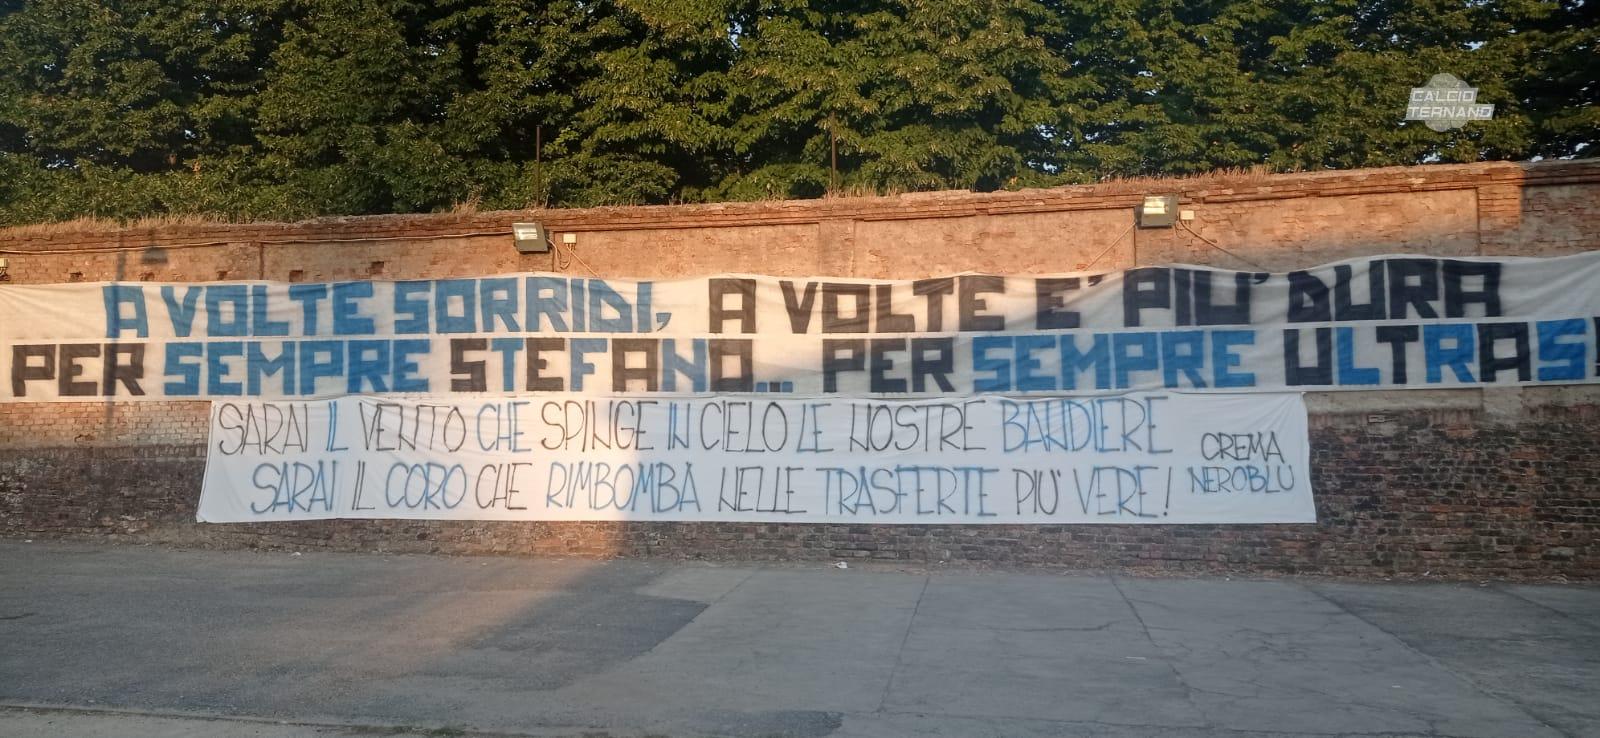 CALCIO
TERNANO
A VOLTE SORRIDI, A VOLTE E' PIU' DURA
PER SEMPRE STEFANO... PER SEMPRE ULTRAS!
SARAI IL VENTO CHE SPINGE IN CIELO LE NOSTRE BANDIERE
SARAI IL CORO CHE RIMBOMBA NELLE TRASFERTE PIU' VERE!
CREMA
NEROBLU